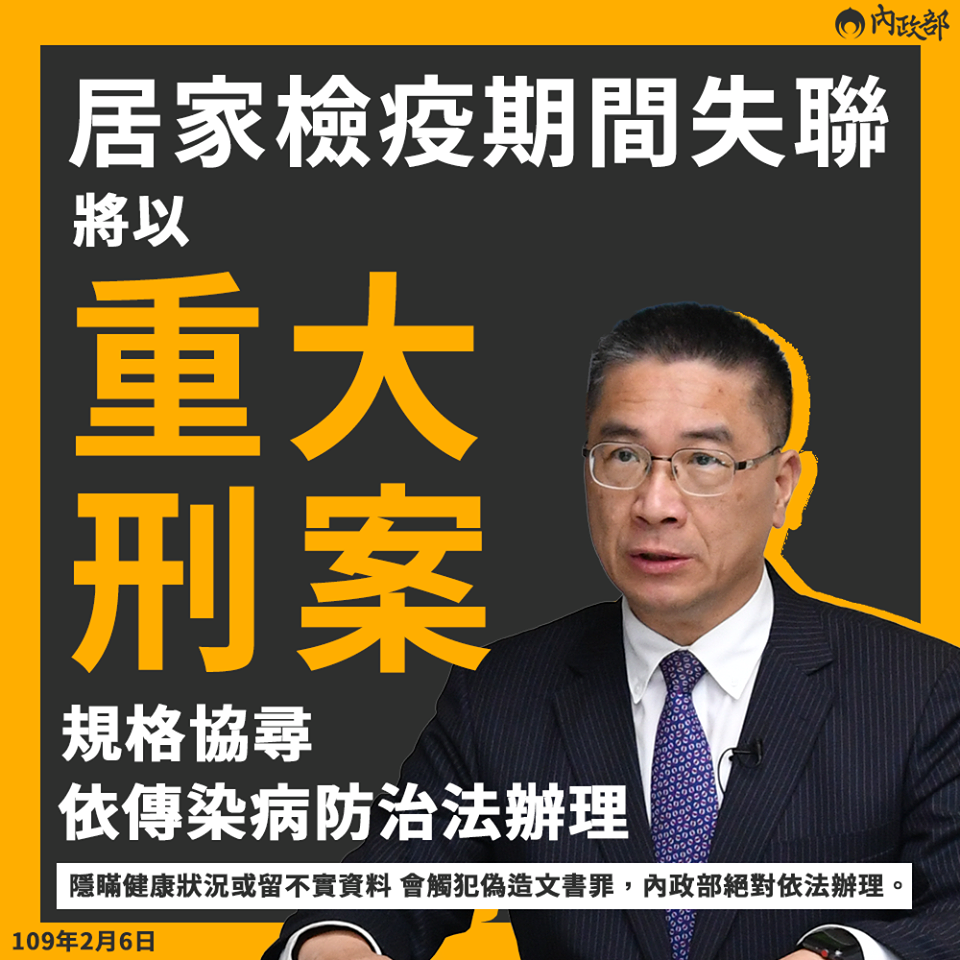 內政部
居家檢疫期間失聯
將以
重大
刑案
規格協尋
依傳染病防治法辦理
隱瞞健康狀況或留不實資料 會觸犯偽造文書罪，內政部絕對依法辦理。
109年2月6日